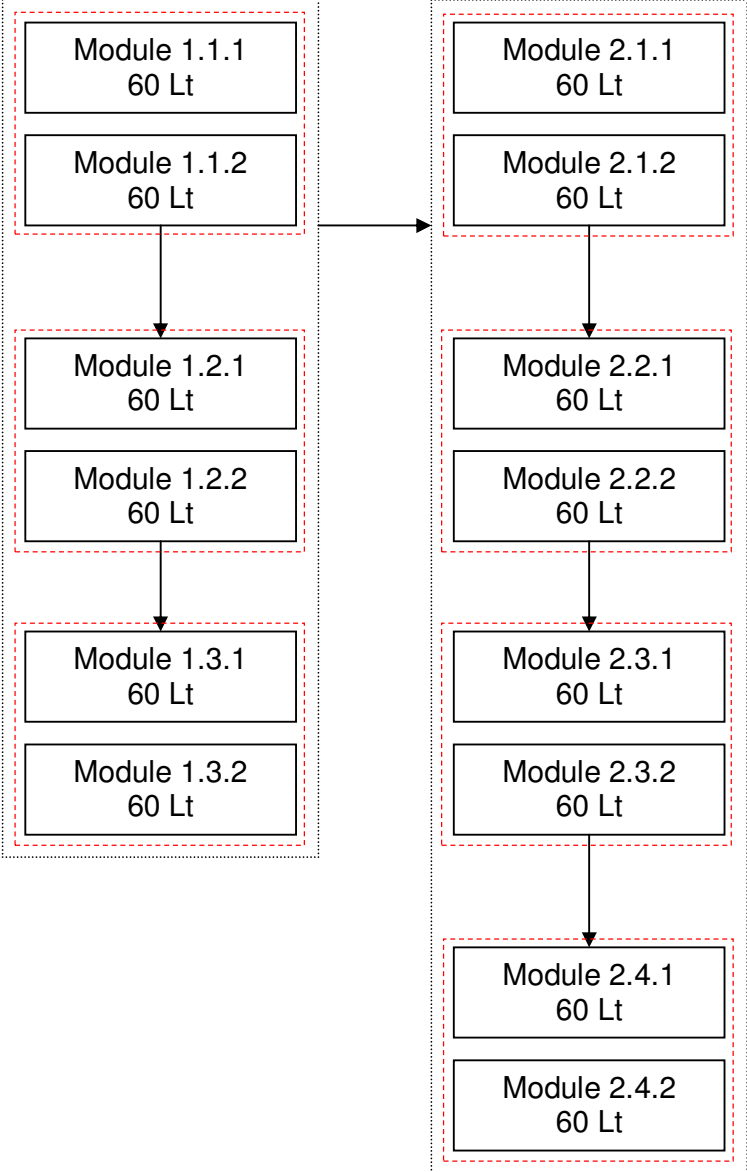 Module 1.1.1
60 Lt
Module 1.1.2
60 Lt
Module 1.2.1
60 Lt
Module 1.2.2
60 Lt
Module 1.3.1
60 Lt
Module 1.3.2
60 Lt
Module 2.1.1
60 Lt
Module 2.1.2
60 Lt
Module 2.2.1
60 Lt
Module 2.2.2
60 Lt
Module 2.3.1
60 Lt
Module 2.3.2
60 Lt
Module 2.4.1
60 Lt
Module 2.4.2
60 Lt